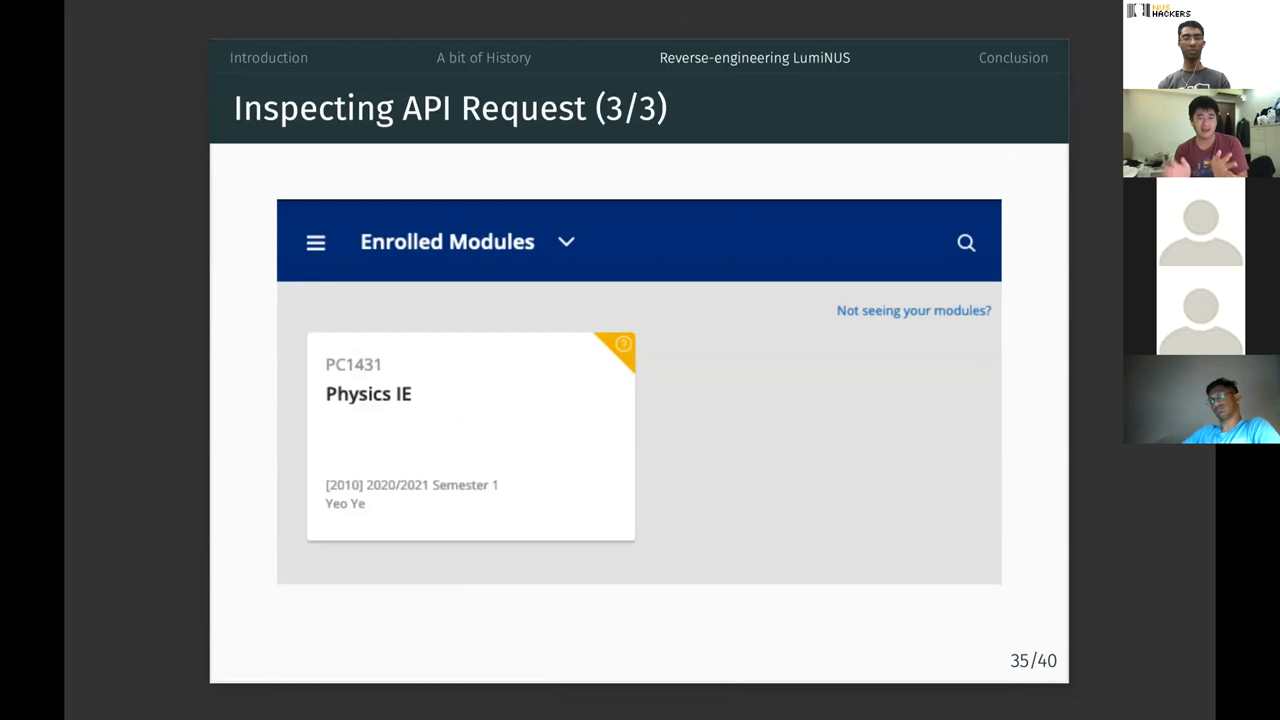 Introduction
A bit of History
Reverse-engineering LumiNUS
Conclusion
Inspecting API Request (3/3)
Enrolled Modules
Not seeing your modules?
PC1431
Physics IE
[2010] 2020/2021 Semester 1
Yeo Ye
35/40
NUS
HACKERS